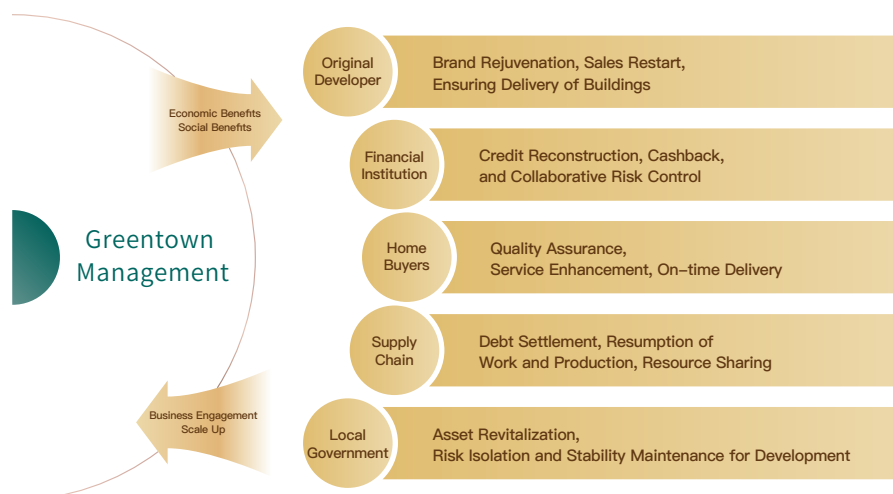 Economic Benefits
Social Benefits
Greentown
Management
Business Engagement
Scale Up
Original
Developer
Brand Rejuvenation, Sales Restart,
Ensuring Delivery of Buildings
Financial
Institution
Credit Reconstruction, Cashback,
and Collaborative Risk Control
Home
Buyers
Quality Assurance,
Service Enhancement, On-time Delivery
Supply
Chain
Debt Settlement, Resumption of
Work and Production, Resource Sharing
Local
Government
Asset Revitalization,
Risk Isolation and Stability Maintenance for Development